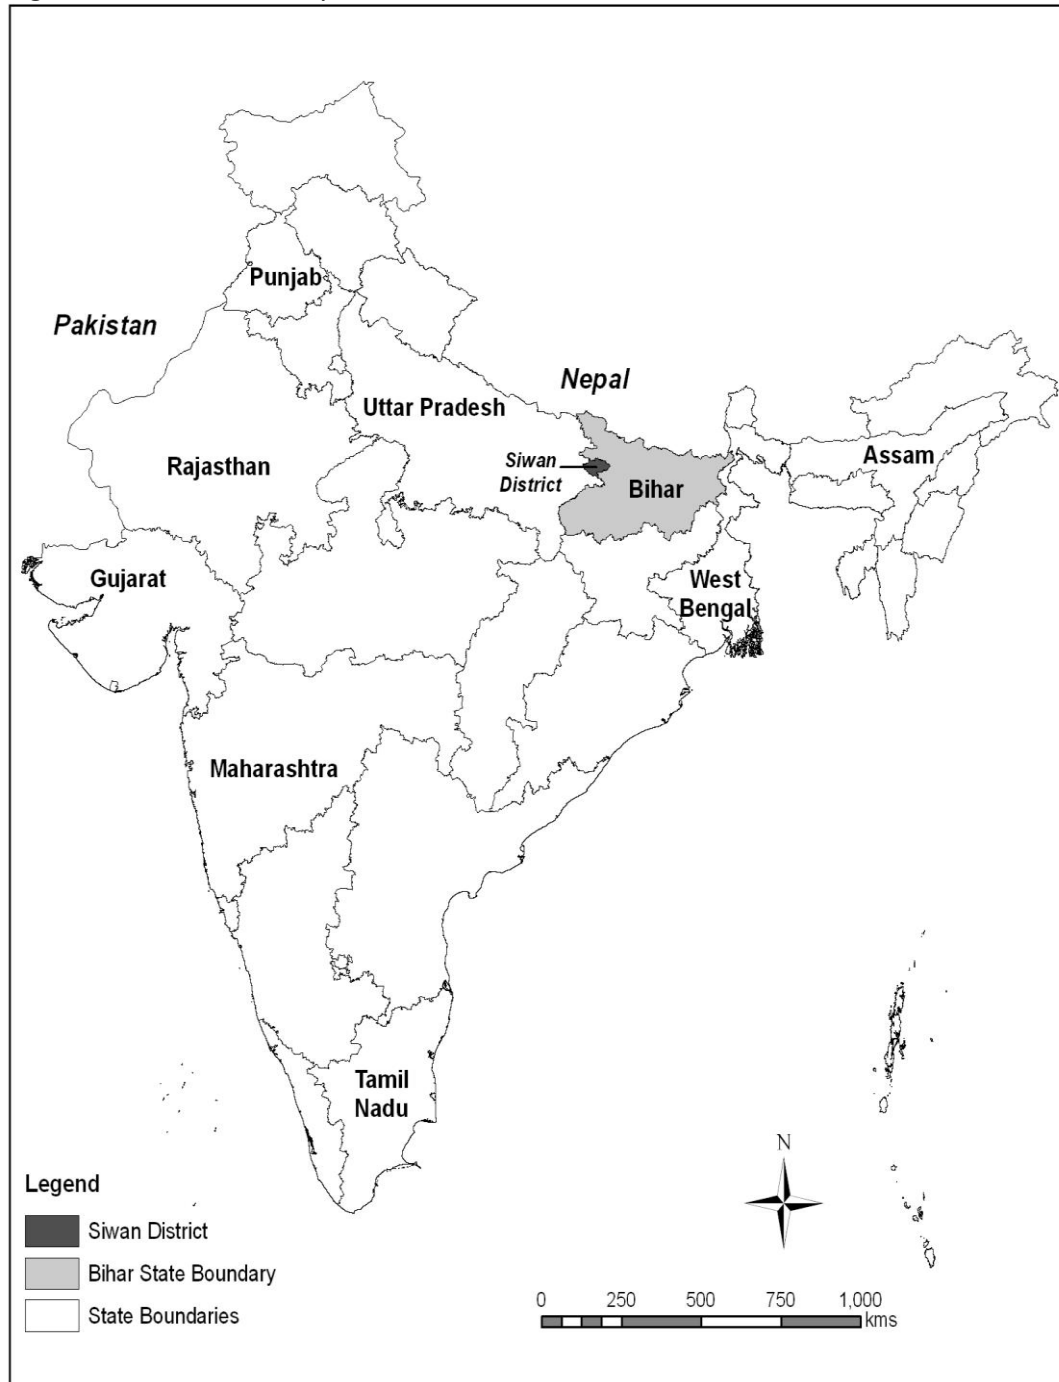 Punjab
Pakistan
Nepal
Uttar Pradesh
Rajasthan
Siwan
District
Bihar
Assam
Gujarat
West
Bengal
Maharashtra
Tamil
Nadu
N
Legend
Siwan District
Bihar State Boundary
State Boundaries
0 250 500 750 1,000
kms